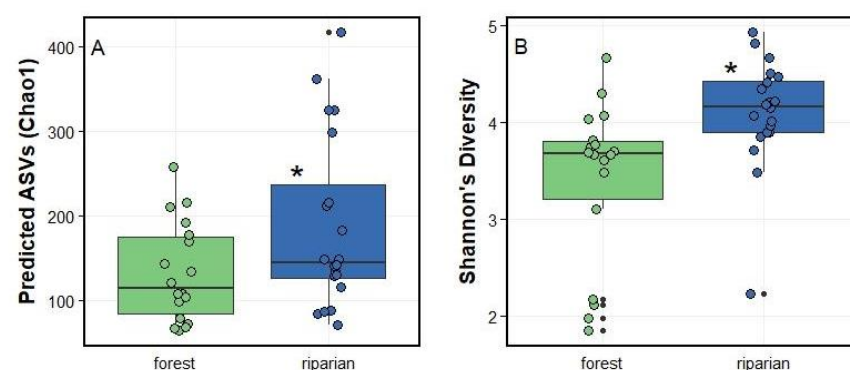 A
Predicted ASVs (Chao1)
400
300
200
100
*
forest
riparian
B
Shannon's Diversity
5
4
3
2
*
forest
riparian